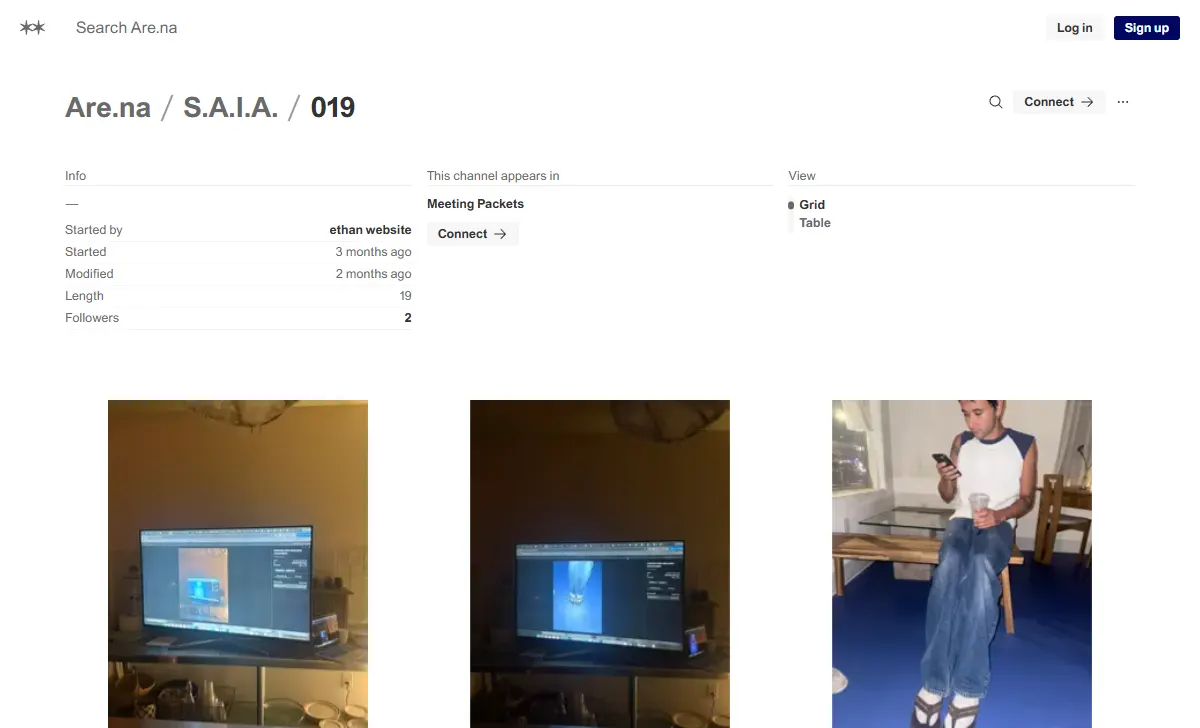 Search Are.na
Log in
Sign up
Are.na / S.A.I.A. / 019
Connect →
···
Info
—
Started by ethan website
Started 3 months ago
Modified 2 months ago
Length 19
Followers 2
This channel appears in
Meeting Packets
Connect →
View
Grid
Table